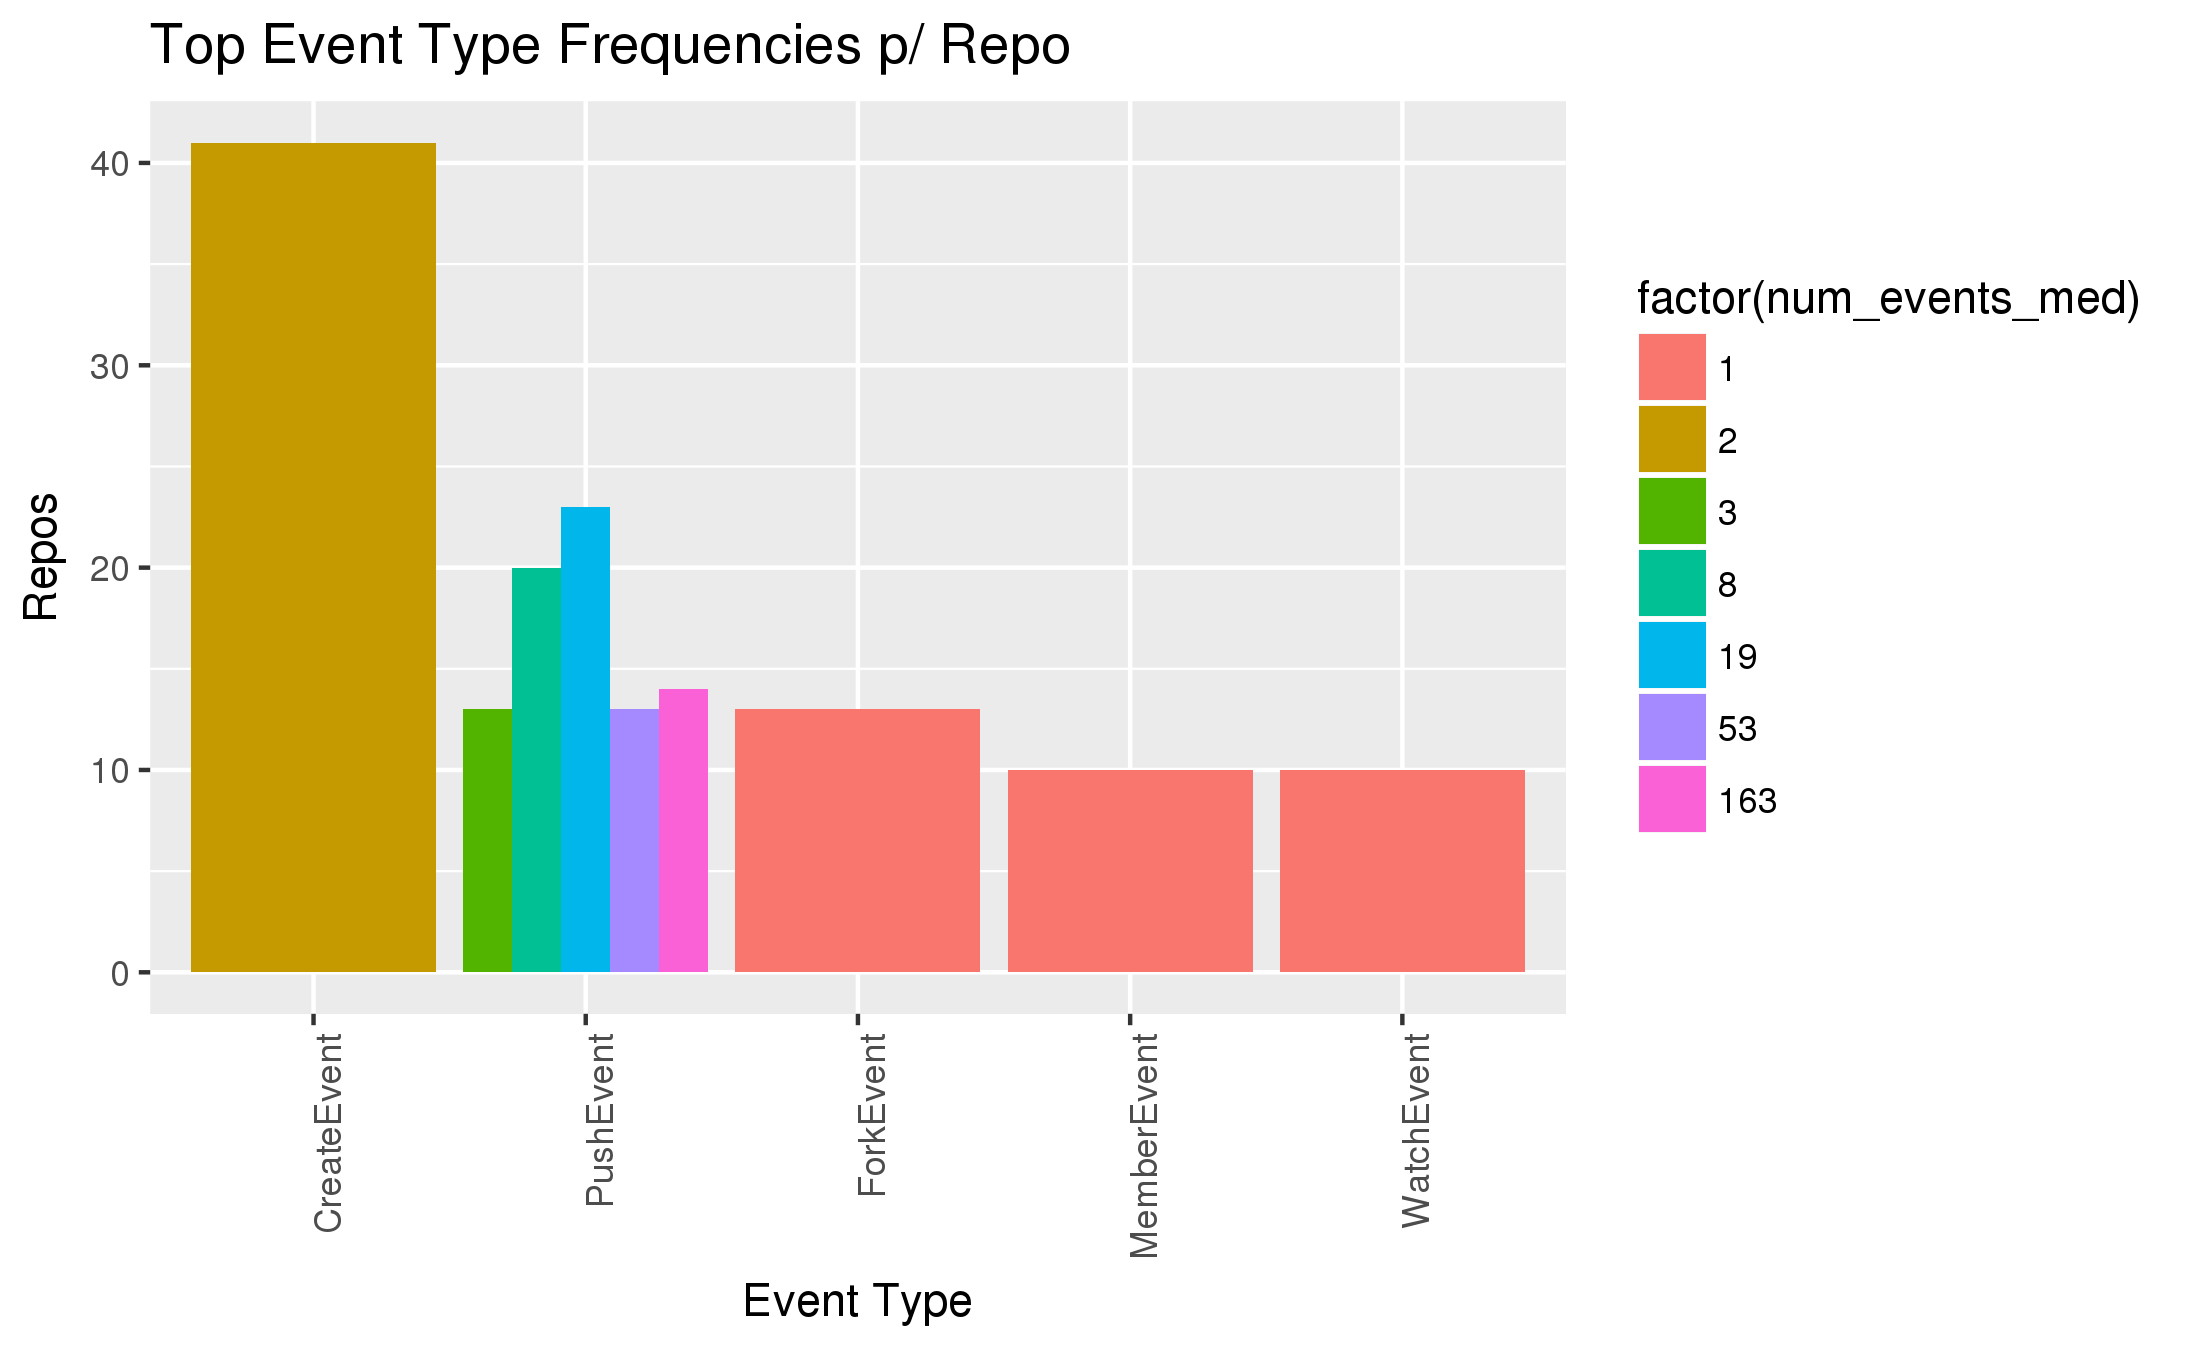 Top Event Type Frequencies p/ Repo
Repos
40
30
20
10
0
CreateEvent
PushEvent
ForkEvent
MemberEvent
WatchEvent
Event Type
factor(num_events_med)
1
2
3
8
19
53
163